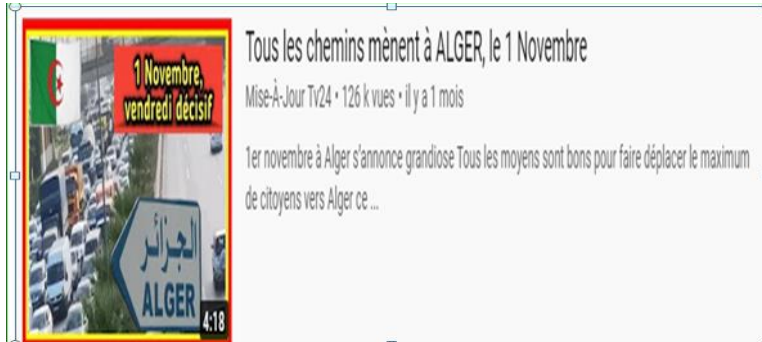 1 Novembre,
vendredi décisif
الجزائر
ALGER
4:18
Tous les chemins mènent à ALGER, le 1 Novembre
Mise-À-Jour Tv24 • 126 k vues • il y a 1 mois
1er novembre à Alger s'annonce grandiose Tous les moyens sont bons pour faire déplacer le maximum
de citoyens vers Alger ce ...